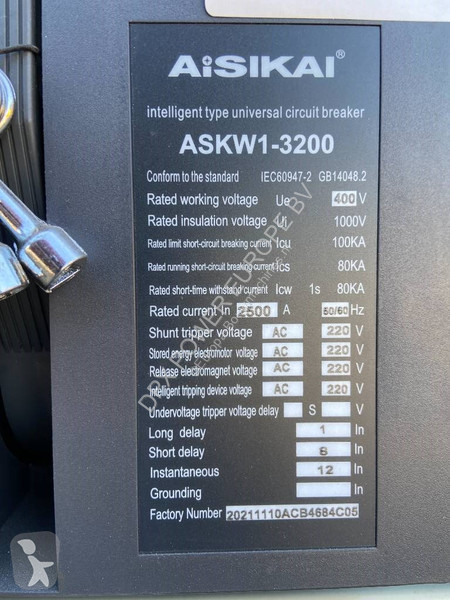 AiSIKAI®
intelligent type universal circuit breaker
ASKW1-3200
Conform to the standard IEC60947-2 GB14048.2
Rated working voltage Ue 400 V
Rated insulation voltage Ui 1000V
Rated limit short-circuit breaking current Icu 100KA
Rated running short-circuit breaking current Ics 80KA
Rated short-time withstand current Icw 1s 80KA
Rated current In 2500 A 50/60 Hz
Shunt tripper voltage AC 220 V
Stored energy electromotor voltage AC 220 V
Release electromagnet voltage AC 220 V
Intelligent tripping device voltage AC 220 V
Undervoltage tripper voltage delay S V
Long delay 1 In
Short delay 8 In
Instantaneous 12 In
Grounding In
Factory Number 20211110ACB4684C05
DPX POWER EUROPE BV